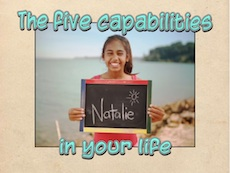 The five capabilities
Natalie
in your life